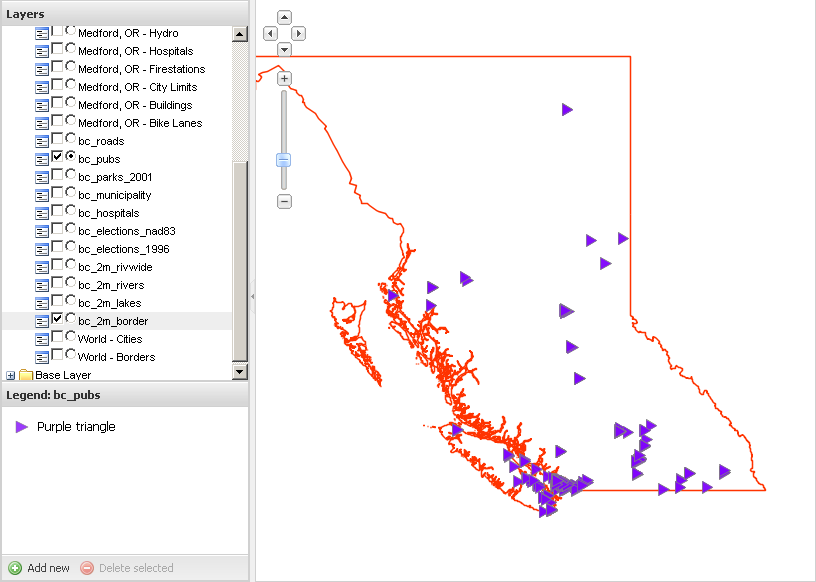 Layers
Medford, OR - Hydro
Medford, OR - Hospitals
Medford, OR - Firestations
Medford, OR - City Limits
Medford, OR - Buildings
Medford, OR - Bike Lanes
bc_roads
bc_pubs
bc_parks_2001
bc_municipality
bc_hospitals
bc_elections_nad83
bc_elections_1996
bc_2m_rivwide
bc_2m_rivers
bc_2m_lakes
bc_2m_border
World - Cities
World - Borders
Base Layer
Legend: bc_pubs
Purple triangle
Add new
Delete selected